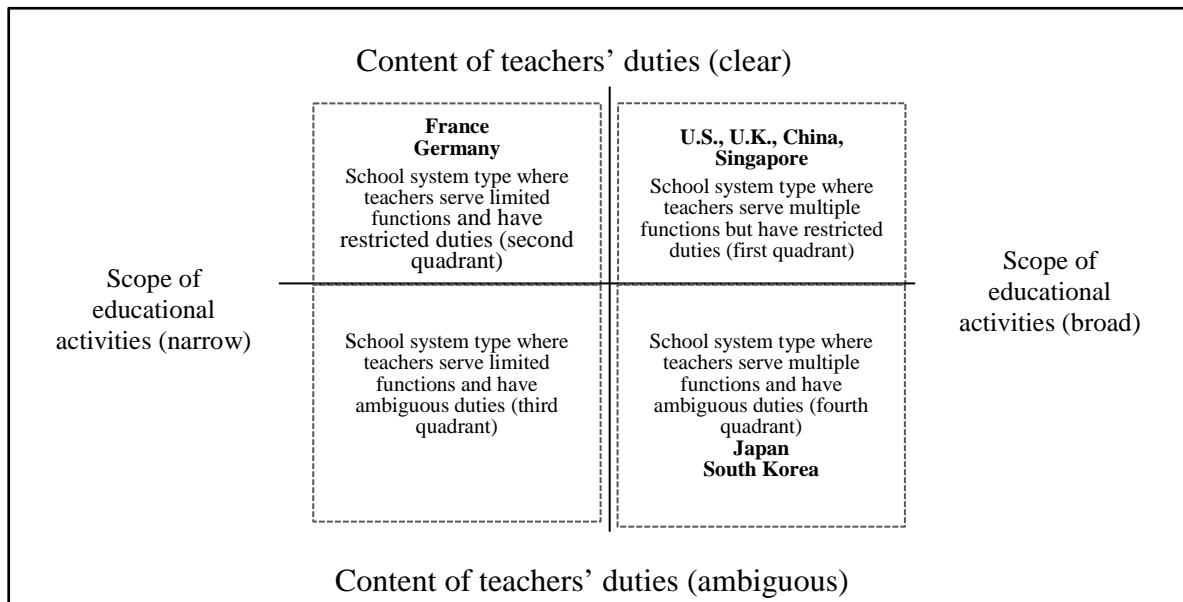 Content of teachers’ duties (clear)
France
Germany
School system type where
teachers serve limited
functions and have
restricted duties (second
quadrant)
U.S., U.K., China,
Singapore
School system type where
teachers serve multiple
functions but have restricted
duties (first quadrant)
Scope of
educational
activities (narrow)
Scope of
educational
activities (broad)
School system type where
teachers serve limited
functions and have
ambiguous duties (third
quadrant)
School system type where
teachers serve multiple
functions and have
ambiguous duties (fourth
quadrant)
Japan
South Korea
Content of teachers’ duties (ambiguous)